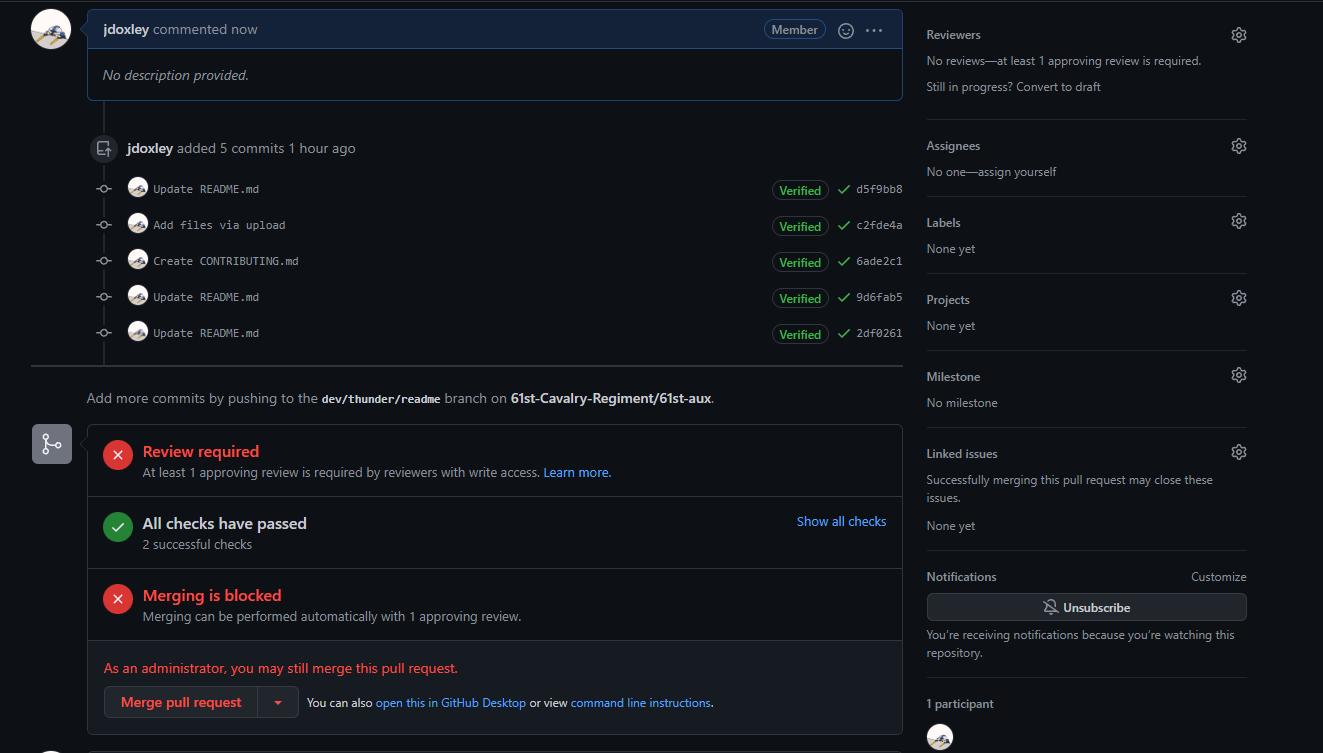 jdoxley commented now Member
No description provided.
jdoxley added 5 commits 1 hour ago
Update README.md Verified d5f9bb8
Add files via upload Verified c2fde4a
Create CONTRIBUTING.md Verified 6ade2c1
Update README.md Verified 9d6fab5
Update README.md Verified 2df0261
Add more commits by pushing to the dev/thunder/readme branch on 61st-Cavalry-Regiment/61st-aux.
Review required
At least 1 approving review is required by reviewers with write access. Learn more.
All checks have passed Show all checks
2 successful checks
Merging is blocked
Merging can be performed automatically with 1 approving review.
As an administrator, you may still merge this pull request.
Merge pull request You can also open this in GitHub Desktop or view command line instructions.
Reviewers
No reviews—at least 1 approving review is required.
Still in progress? Convert to draft
Assignees
No one—assign yourself
Labels
None yet
Projects
None yet
Milestone
No milestone
Linked issues
Successfully merging this pull request may close these
issues.
None yet
Notifications Customize
Unsubscribe
You're receiving notifications because you're watching this
repository.
1 participant